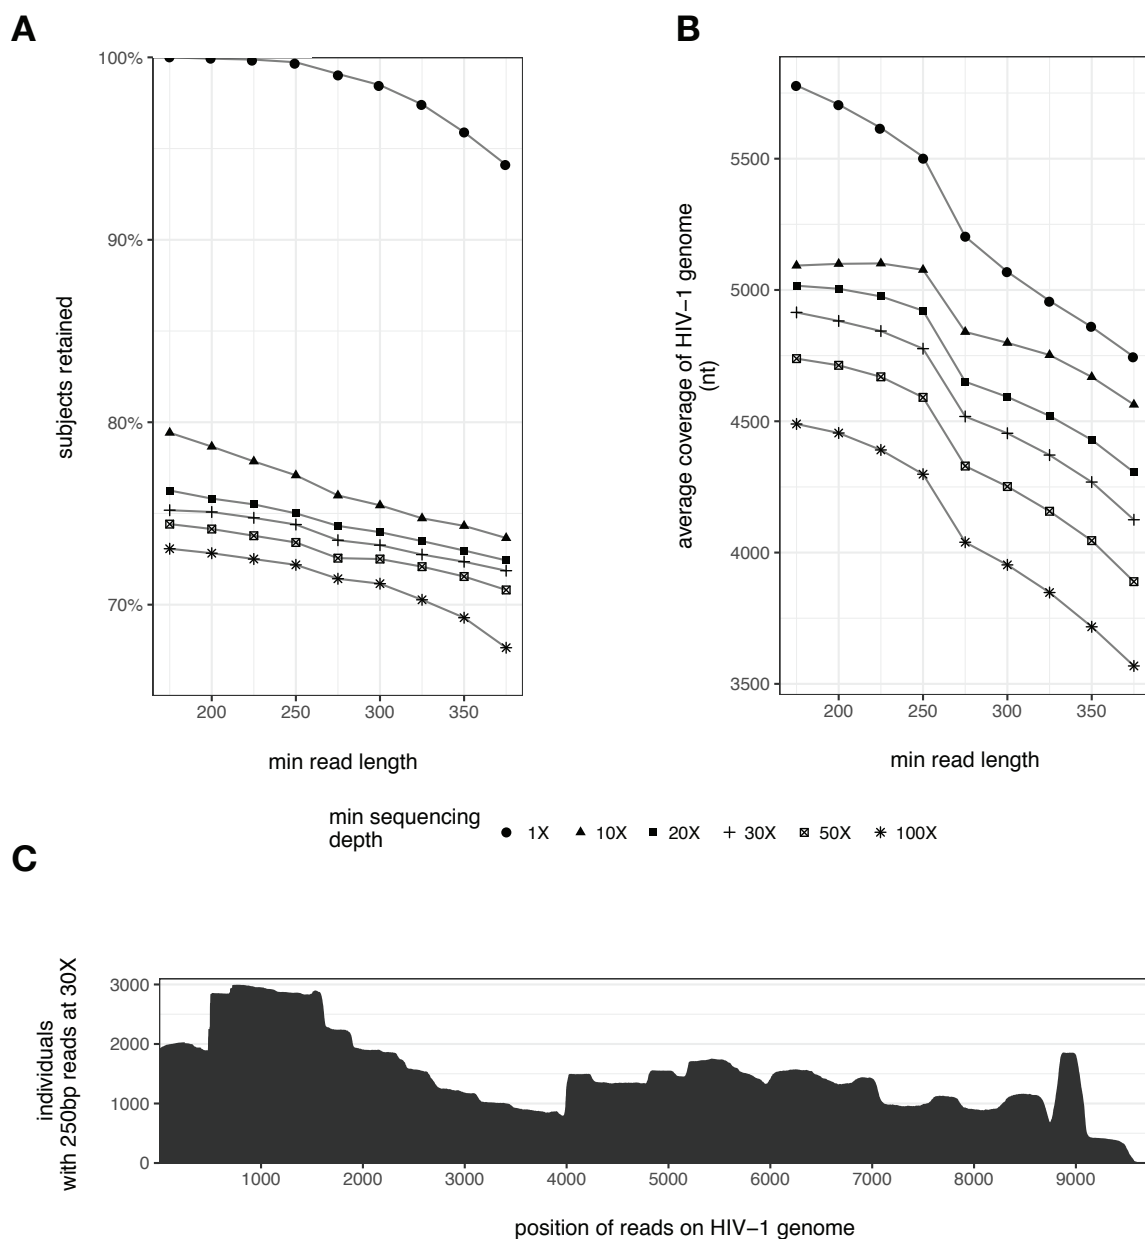 A
B
100%
90%
80%
70%
subjects retained
200 250 300 350
min read length
5500
5000
4500
4000
3500
average coverage of HIV−1 genome
(nt)
200 250 300 350
min read length
min sequencing
depth
1X 10X 20X 30X 50X 100X
C
3000
2000
1000
0
individuals
with 250bp reads at 30X
1000 2000 3000 4000 5000 6000 7000 8000 9000
position of reads on HIV−1 genome